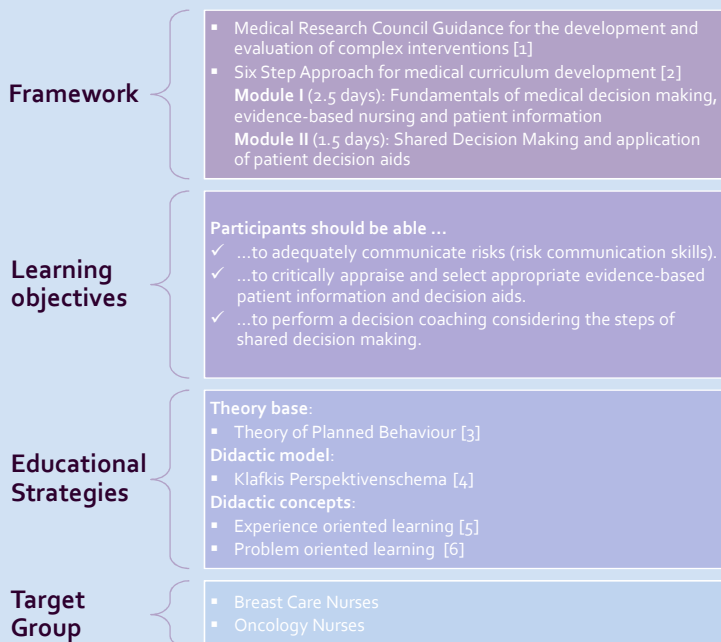 Framework
▪ Medical Research Council Guidance for the development and
evaluation of complex interventions [1]
▪ Six Step Approach for medical curriculum development [2]
Module I (2.5 days): Fundamentals of medical decision making,
evidence-based nursing and patient information
Module II (1.5 days): Shared Decision Making and application
of patient decision aids
Learning
objectives
Participants should be able ...
✓ ...to adequately communicate risks (risk communication skills).
✓ ...to critically appraise and select appropriate evidence-based
patient information and decision aids.
✓ ...to perform a decision coaching considering the steps of
shared decision making.
Educational
Strategies
Theory base:
▪ Theory of Planned Behaviour [3]
Didactic model:
▪ Klafkis Perspektivenschema [4]
Didactic concepts:
▪ Experience oriented learning [5]
▪ Problem oriented learning [6]
Target
Group
▪ Breast Care Nurses
▪ Oncology Nurses